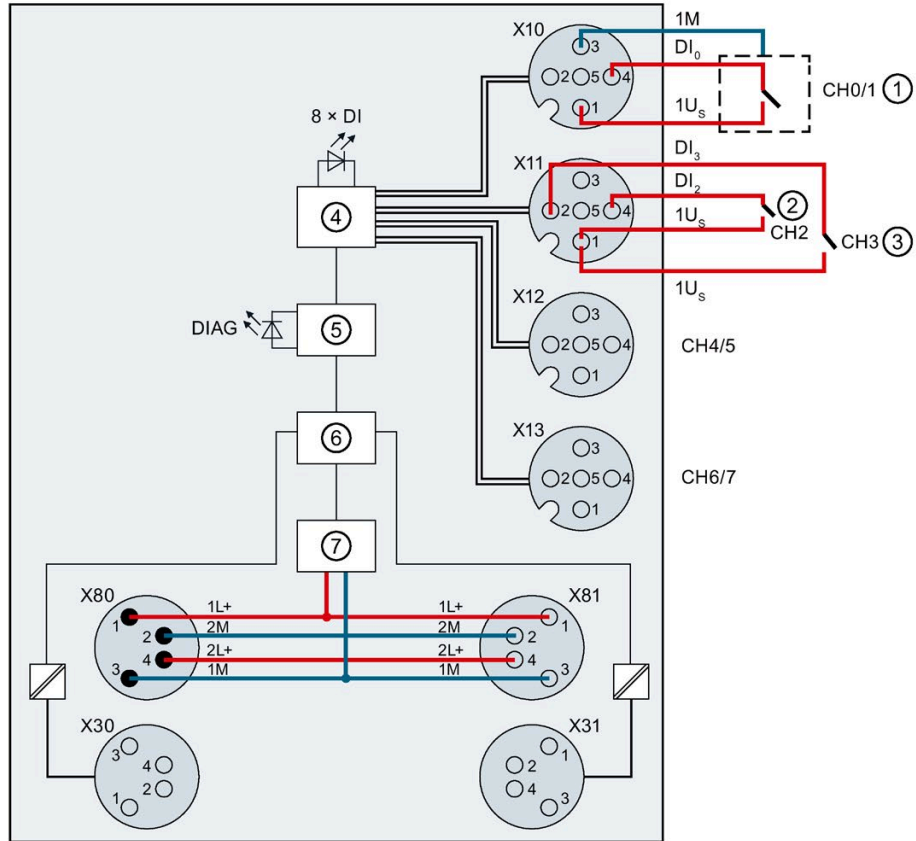 X10
3
2 5 4
1
1M
DI₀
1Uₛ
CH0/1 ①
8 × DI
④
X11
3
2 5 4
1
DI₃
DI₂
1Uₛ
②
CH2
CH3 ③
1Uₛ
DIAG
⑤
X12
3
2 5 4
1
CH4/5
⑥
X13
3
2 5 4
1
CH6/7
⑦
X80
1
2
4
3
1L+ 1L+
2M 2M
2L+ 2L+
1M 1M
X81
1
2
4
3
X30
3
4
2
1
X31
1
2
4
3